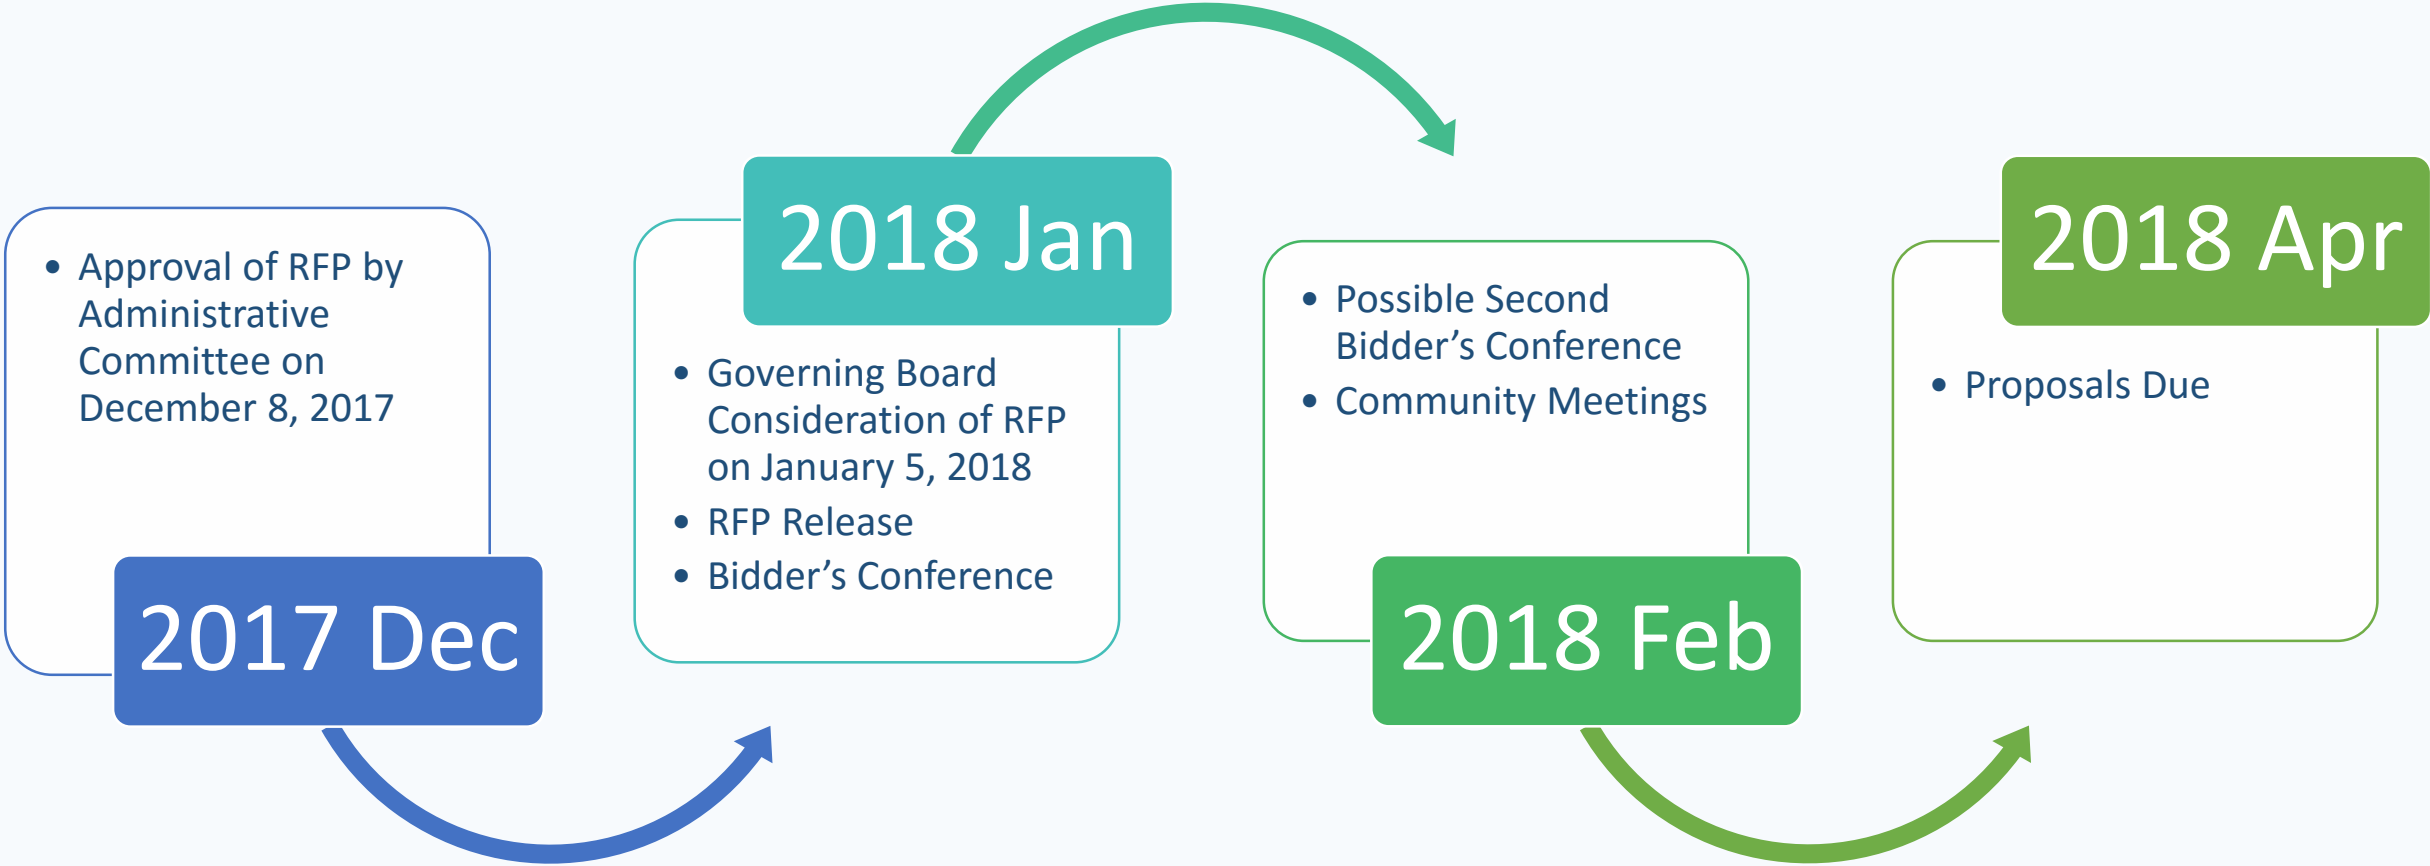 • Approval of RFP by
Administrative
Committee on
December 8, 2017
2017 Dec
2018 Jan
• Governing Board
Consideration of RFP
on January 5, 2018
• RFP Release
• Bidder’s Conference
• Possible Second
Bidder’s Conference
• Community Meetings
2018 Feb
2018 Apr
• Proposals Due